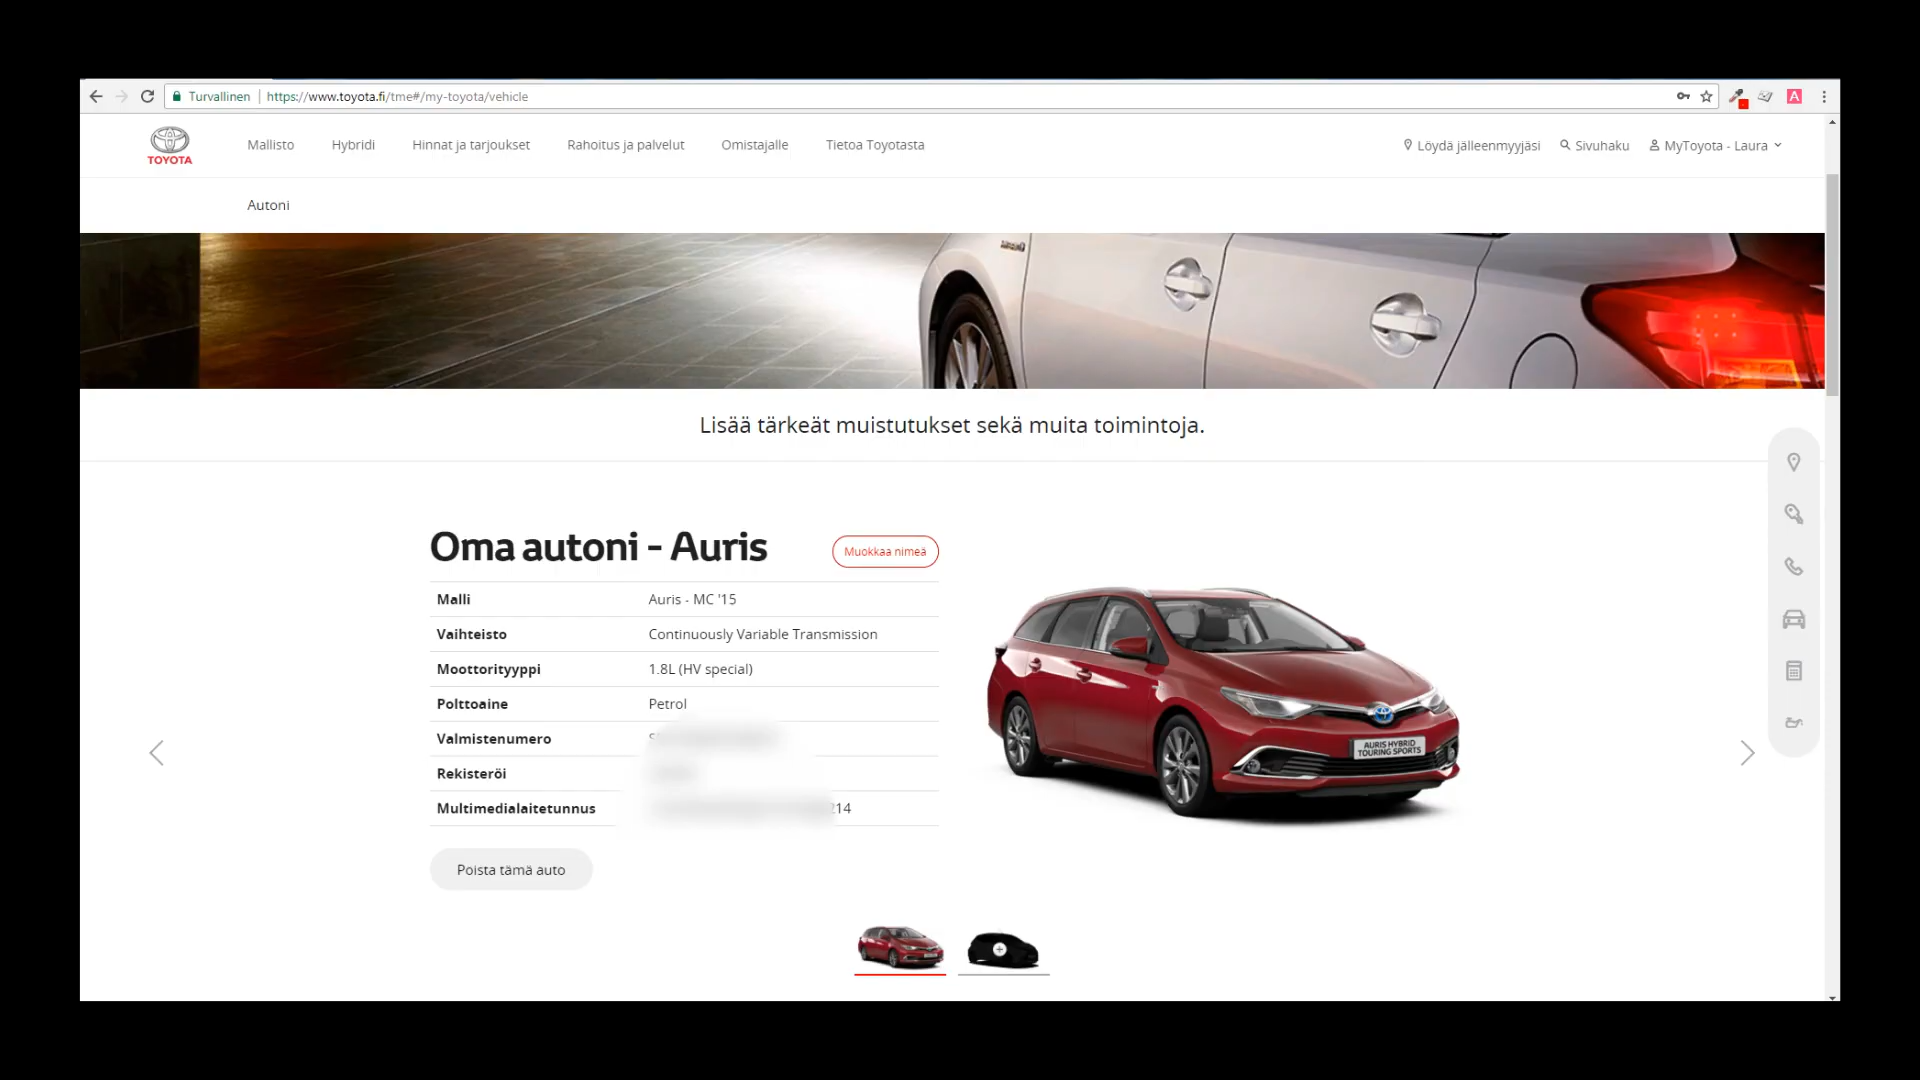 Turvallinen | https://www.toyota.fi/tme#/my-toyota/vehicle
A
TOYOTA
Mallisto
Hybridi
Hinnat ja tarjoukset
Rahoitus ja palvelut
Omistajalle
Tietoa Toyotasta
Löydä jälleenmyyjäsi
Sivuhaku
MyToyota - Laura
Autoni
Lisää tärkeät muistutukset sekä muita toimintoja.
Oma autoni - Auris
Muokkaa nimeä
Malli Auris - MC '15
Vaihteisto Continuously Variable Transmission
Moottorityyppi 1.8L (HV special)
Polttoaine Petrol
Valmistenumero
Rekisteröi
Multimedialaitetunnus 214
AURIS HYBRID
TOURING SPORTS
Poista tämä auto